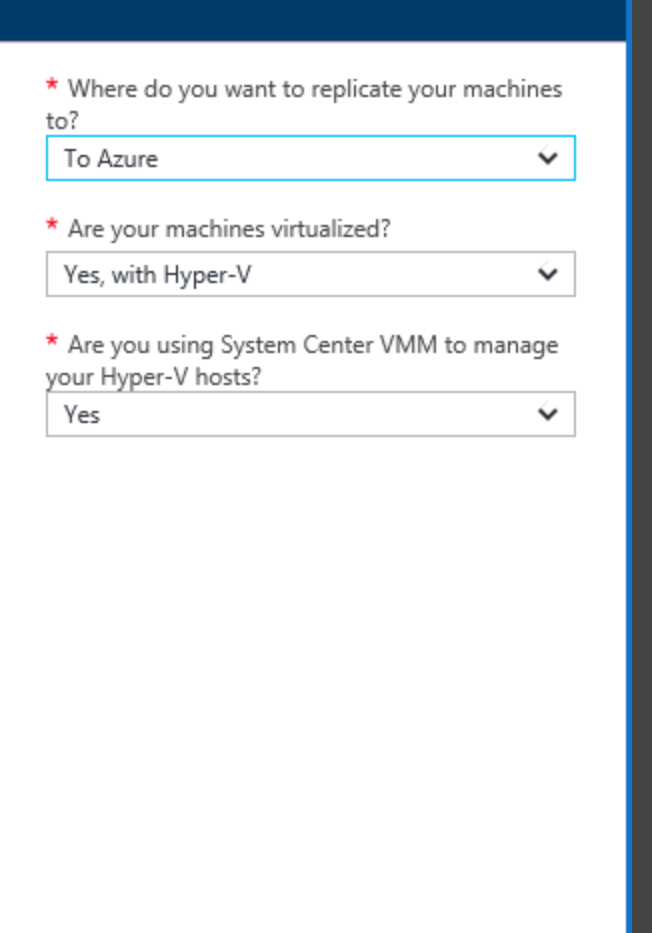 * Where do you want to replicate your machines
to?
To Azure
* Are your machines virtualized?
Yes, with Hyper-V
* Are you using System Center VMM to manage
your Hyper-V hosts?
Yes